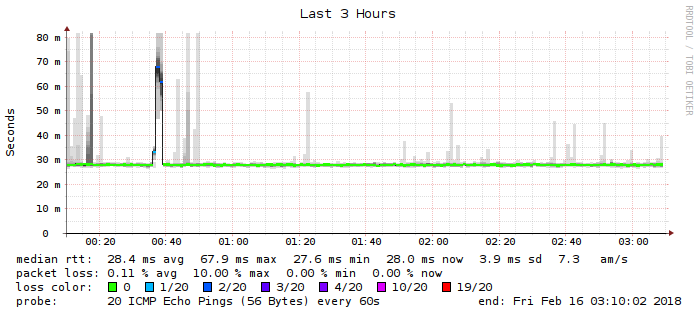 Last 3 Hours
RRDTOOL / TOBI OETIKER
Seconds
80 m
70 m
60 m
50 m
40 m
30 m
20 m
10 m
0
00:20 00:40 01:00 01:20 01:40 02:00 02:20 02:40 03:00
median rtt: 28.4 ms avg 67.9 ms max 27.6 ms min 28.0 ms now 3.9 ms sd 7.3 am/s
packet loss: 0.11 % avg 10.00 % max 0.00 % min 0.00 % now
loss color: 0 1/20 2/20 3/20 4/20 10/20 19/20
probe: 20 ICMP Echo Pings (56 Bytes) every 60s end: Fri Feb 16 03:10:02 2018